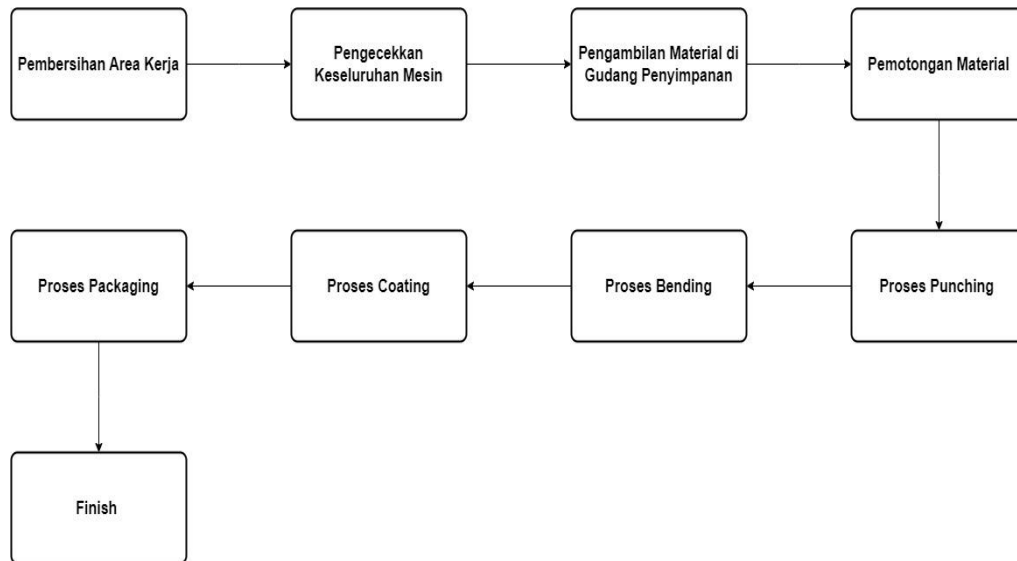 Pembersihan Area Kerja
Pengecekkan
Keseluruhan Mesin
Pengambilan Material di
Gudang Penyimpanan
Pemotongan Material
Proses Punching
Proses Bending
Proses Coating
Proses Packaging
Finish